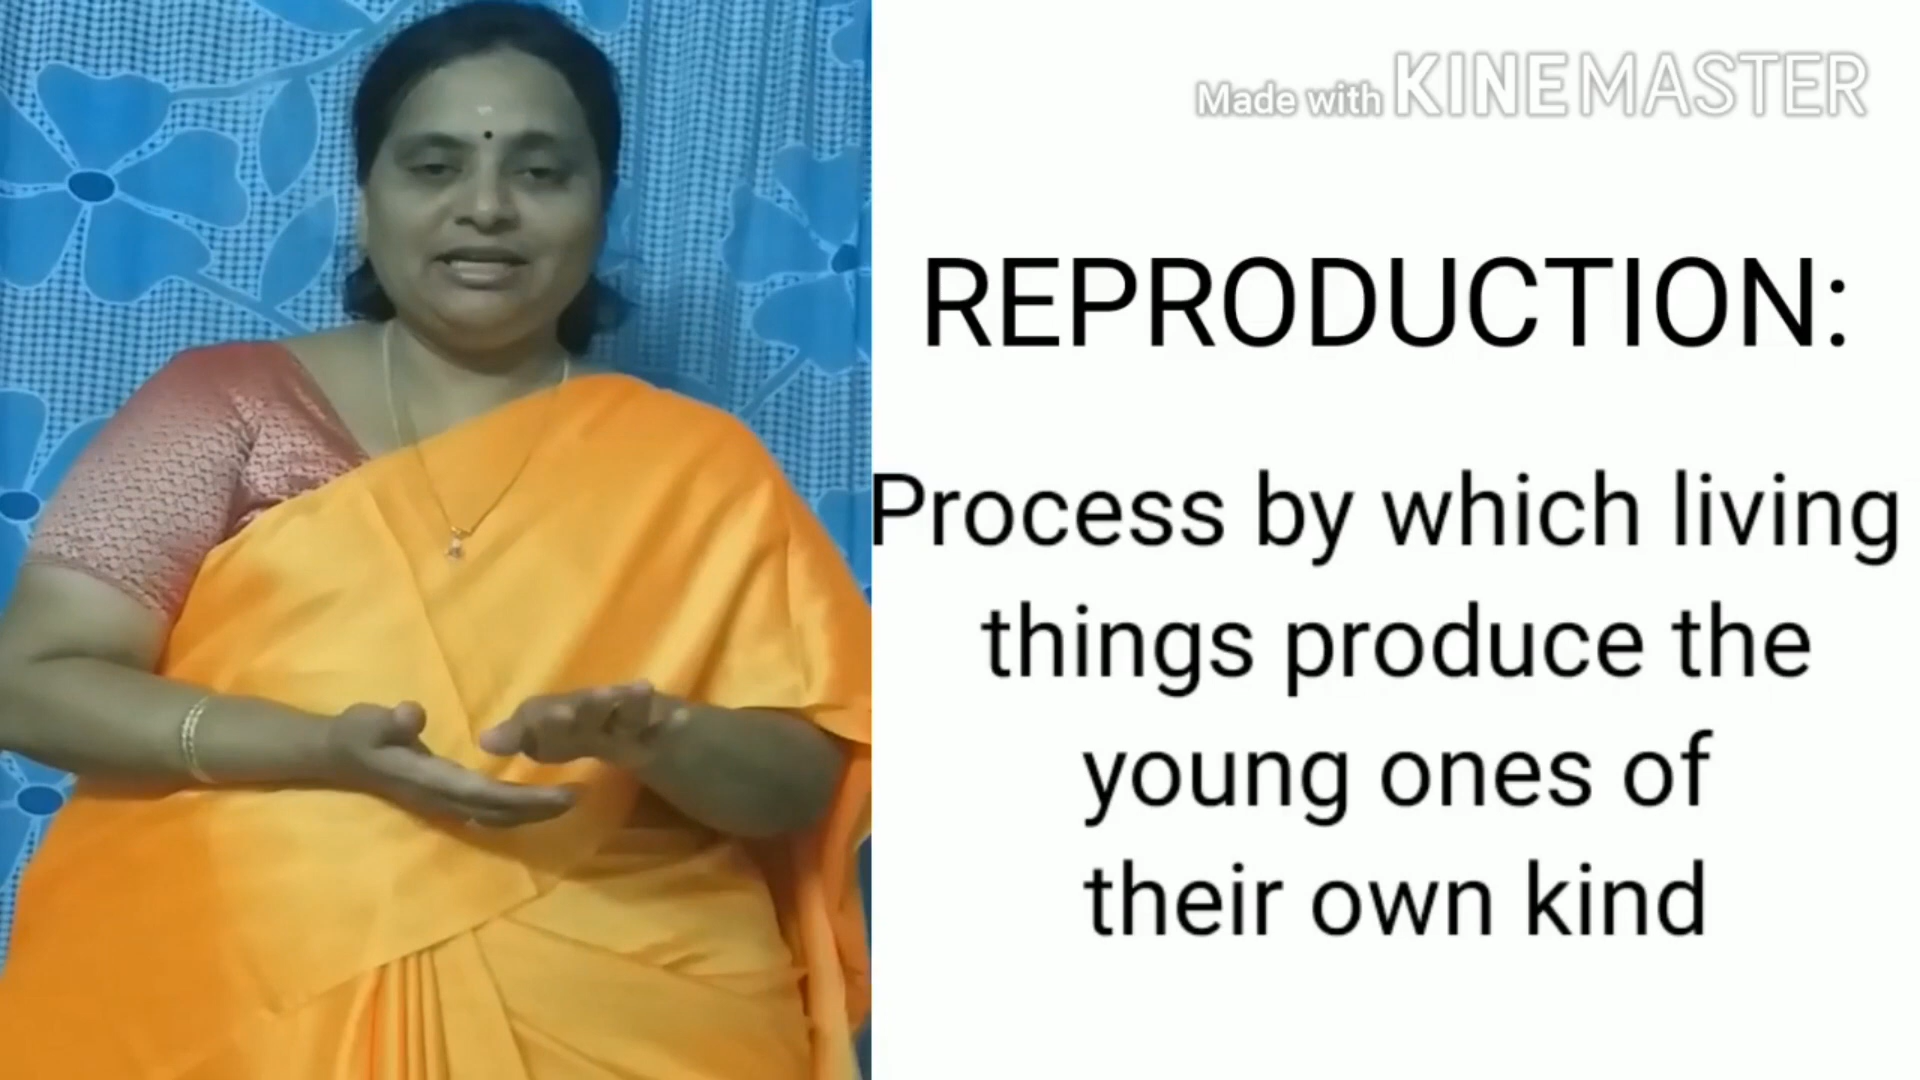 Made with KINEMASTER
REPRODUCTION:
Process by which living
things produce the
young ones of
their own kind